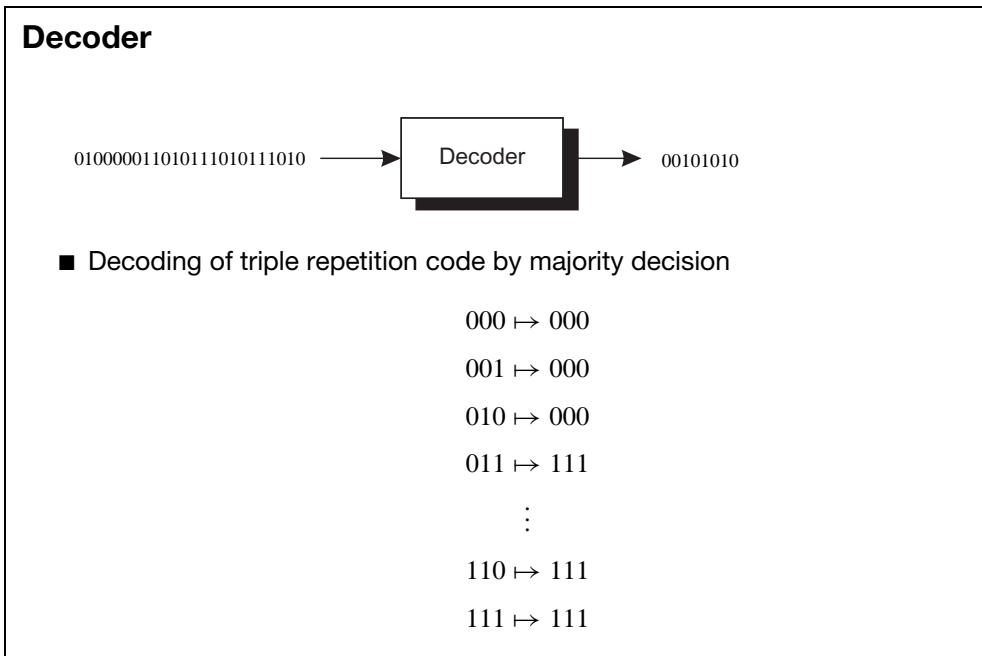 Decoder
010000011010111010111010
Decoder
00101010
■ Decoding of triple repetition code by majority decision
000 ↦ 000
001 ↦ 000
010 ↦ 000
011 ↦ 111
⋮
110 ↦ 111
111 ↦ 111